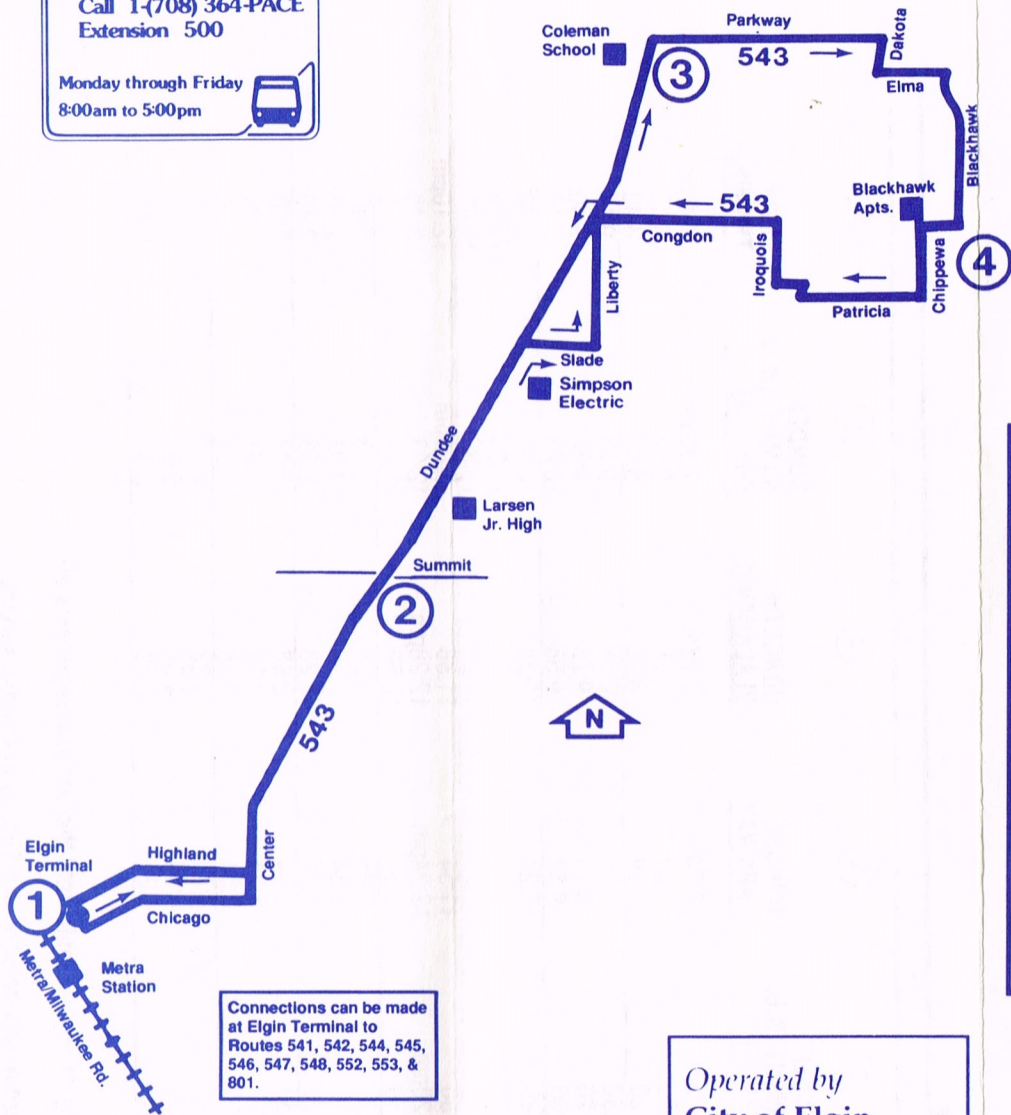 Call 1-(708) 364-PACE
Extension 500
Monday through Friday
8:00am to 5:00pm
Coleman
School
Parkway
543
Dakota
3
Elma
Blackhawk
Blackhawk
Apts.
543
Congdon
Iroquois
Chippewa
4
Patricia
Liberty
Slade
Simpson
Electric
Dundee
Larsen
Jr. High
Summit
2
543
N
Elgin
Terminal
Highland
Center
1
Chicago
Metra
Station
Metra/Milwaukee Rd.
Connections can be made
at Elgin Terminal to
Routes 541, 542, 544, 545,
546, 547, 548, 552, 553, &
801.
Operated by
City of Elgin